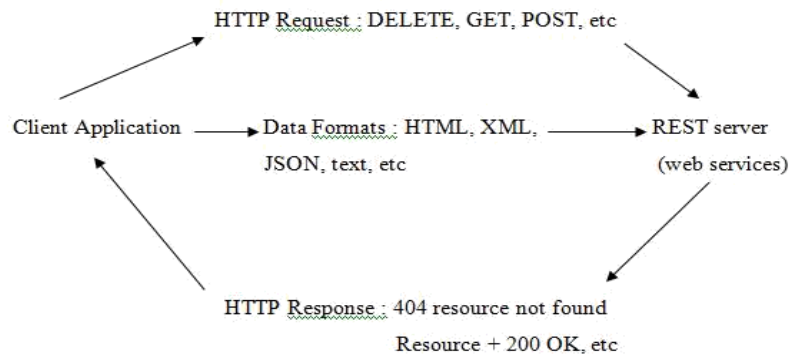 HTTP Request : DELETE, GET, POST, etc
Client Application
Data Formats : HTML, XML,
JSON, text, etc
REST server
(web services)
HTTP Response : 404 resource not found
Resource + 200 OK, etc